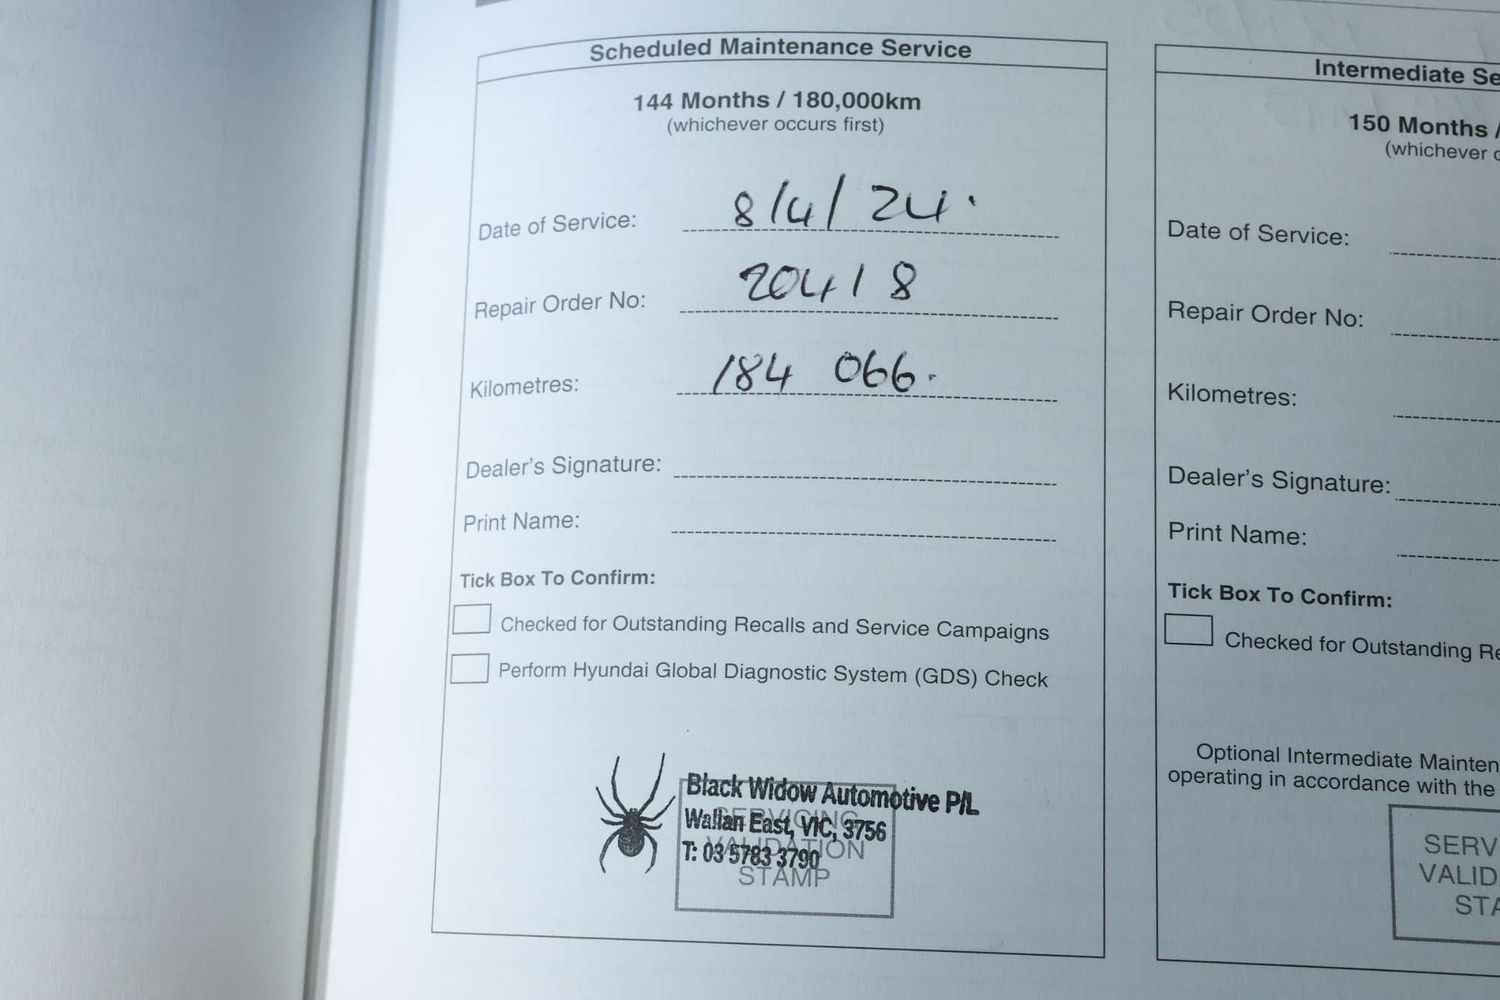 Scheduled Maintenance Service
144 Months / 180,000km
(whichever occurs first)
Date of Service: 8/4/24.
Repair Order No: 20418
Kilometres: 184 066.
Dealer's Signature:
Print Name:
Tick Box To Confirm:
Checked for Outstanding Recalls and Service Campaigns
Perform Hyundai Global Diagnostic System (GDS) Check
Black Widow Automotive P/L
Wallan East, VIC, 3756
T: 03 5783 3790
SERVICING
VALIDATION
STAMP
Intermediate Se
150 Months /
(whichever o
Date of Service:
Repair Order No:
Kilometres:
Dealer's Signature:
Print Name:
Tick Box To Confirm:
Checked for Outstanding Re
Optional Intermediate Mainten
operating in accordance with the
SERV
VALID
STA